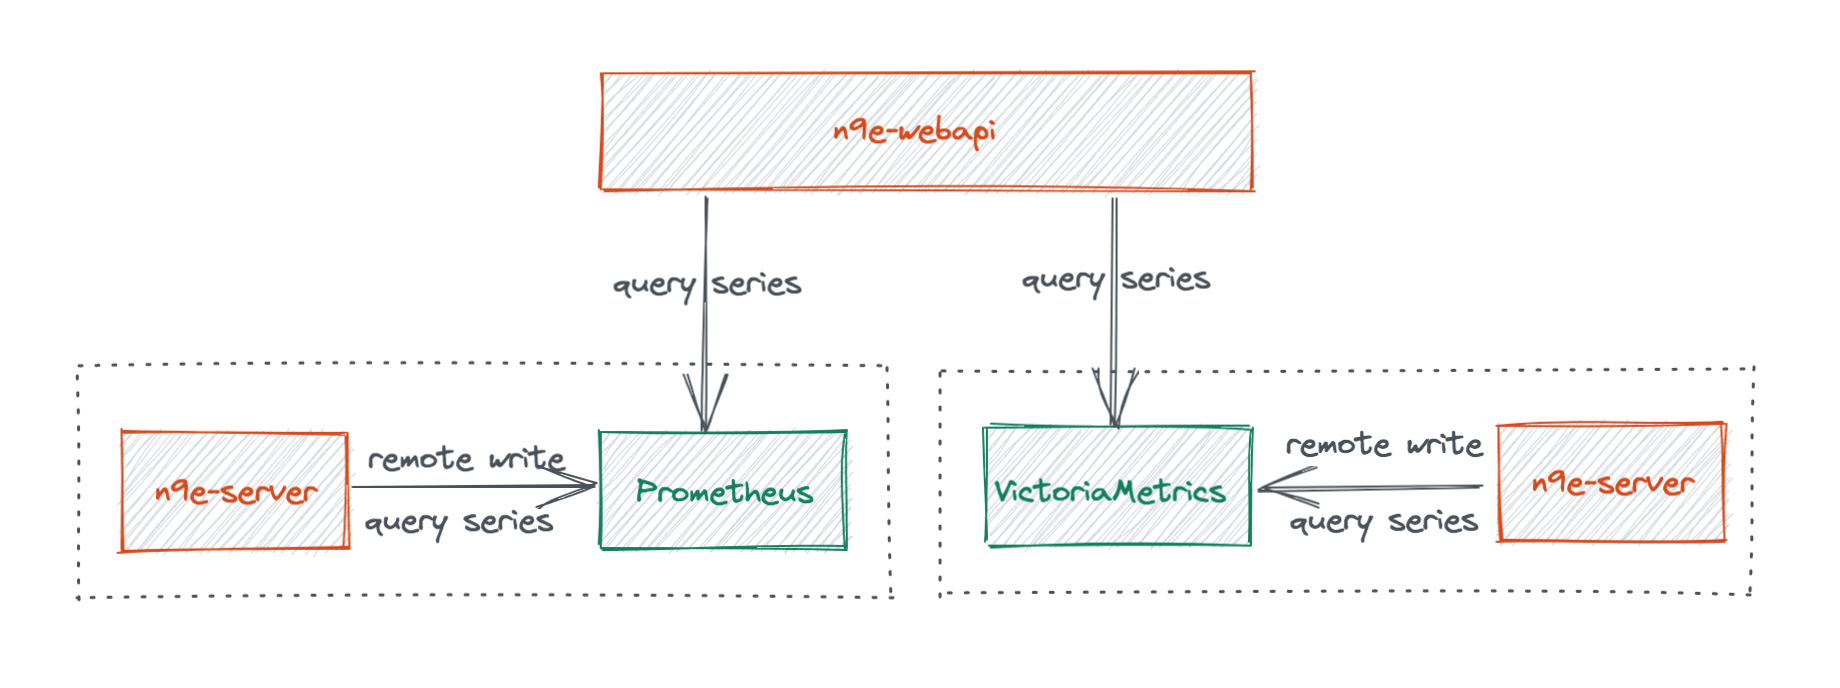 n9e-webapi
query series
query series
remote write
n9e-server
query series
Prometheus
VictoriaMetrics
remote write
query series
n9e-server